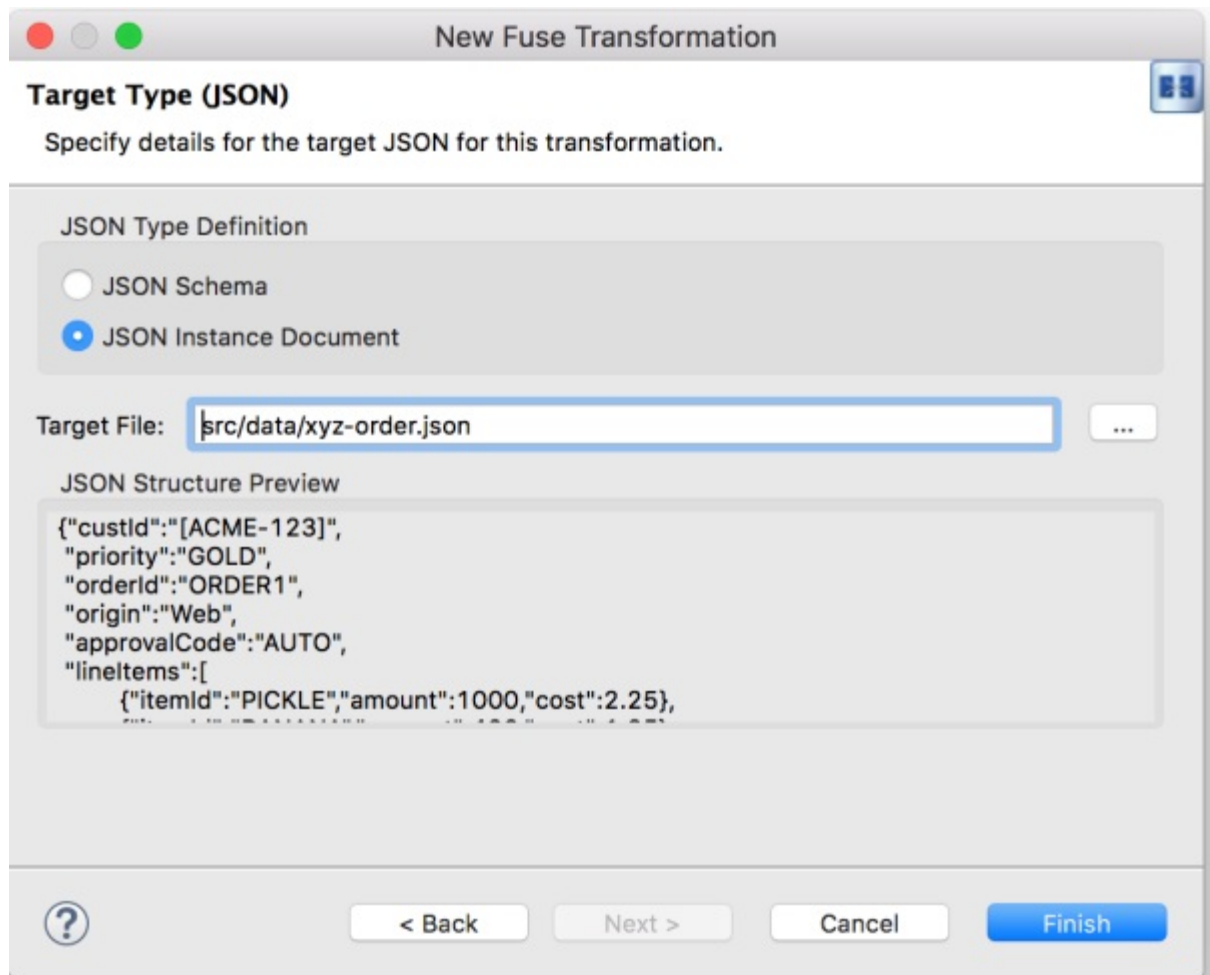 New Fuse Transformation
Target Type (JSON)
Specify details for the target JSON for this transformation.
JSON Type Definition
JSON Schema
JSON Instance Document
Target File: src/data/xyz-order.json ...
JSON Structure Preview
{"custId":"[ACME-123]",
"priority":"GOLD",
"orderId":"ORDER1",
"origin":"Web",
"approvalCode":"AUTO",
"lineItems":[
{"itemId":"PICKLE","amount":1000,"cost":2.25},
? < Back Next > Cancel Finish